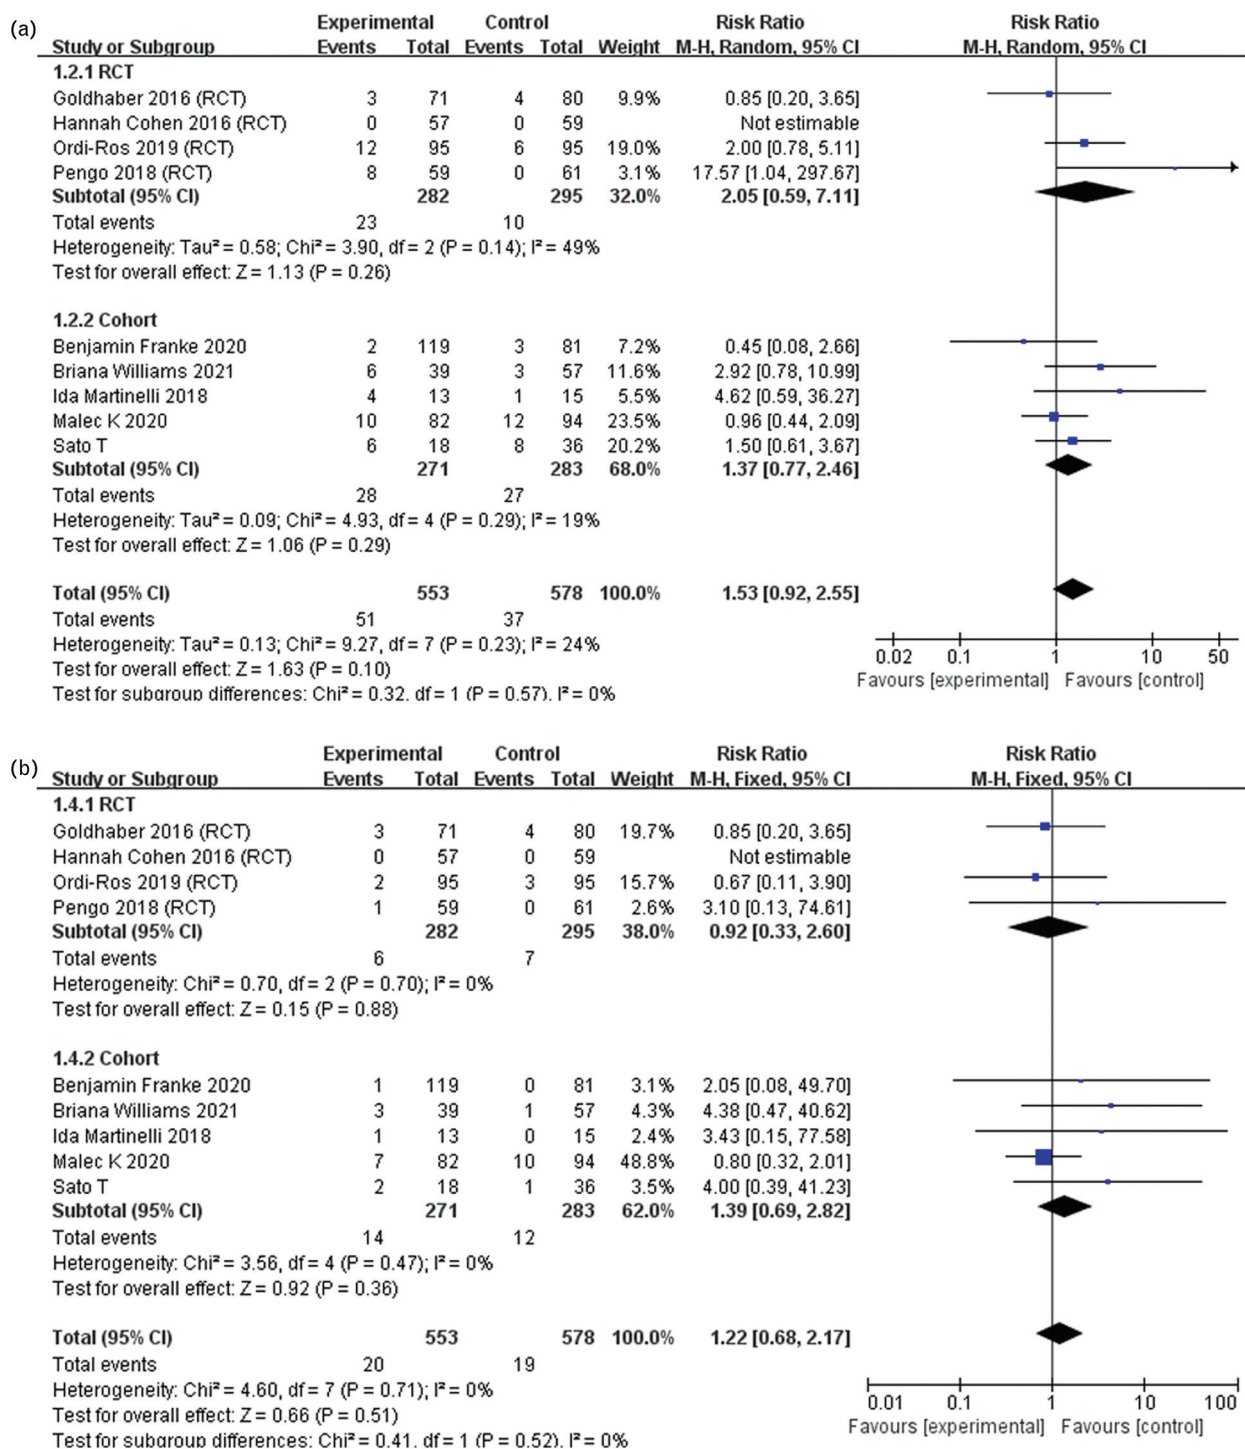 (a)
Experimental Control Risk Ratio Risk Ratio
Study or Subgroup Events Total Events Total Weight M-H, Random, 95% CI M-H, Random, 95% CI
1.2.1 RCT
Goldhaber 2016 (RCT) 3 71 4 80 9.9% 0.85 [0.20, 3.65]
Hannah Cohen 2016 (RCT) 0 57 0 59 Not estimable
Ordi-Ros 2019 (RCT) 12 95 6 95 19.0% 2.00 [0.78, 5.11]
Pengo 2018 (RCT) 8 59 0 61 3.1% 17.57 [1.04, 297.67]
Subtotal (95% CI) 282 295 32.0% 2.05 [0.59, 7.11]
Total events 23 10
Heterogeneity: Tau² = 0.58; Chi² = 3.90, df = 2 (P = 0.14); I² = 49%
Test for overall effect: Z = 1.13 (P = 0.26)
1.2.2 Cohort
Benjamin Franke 2020 2 119 3 81 7.2% 0.45 [0.08, 2.66]
Briana Williams 2021 6 39 3 57 11.6% 2.92 [0.78, 10.99]
Ida Martinelli 2018 4 13 1 15 5.5% 4.62 [0.59, 36.27]
Malec K 2020 10 82 12 94 23.5% 0.96 [0.44, 2.09]
Sato T 6 18 8 36 20.2% 1.50 [0.61, 3.67]
Subtotal (95% CI) 271 283 68.0% 1.37 [0.77, 2.46]
Total events 28 27
Heterogeneity: Tau² = 0.09; Chi² = 4.93, df = 4 (P = 0.29); I² = 19%
Test for overall effect: Z = 1.06 (P = 0.29)
Total (95% CI) 553 578 100.0% 1.53 [0.92, 2.55]
Total events 51 37
Heterogeneity: Tau² = 0.13; Chi² = 9.27, df = 7 (P = 0.23); I² = 24%
Test for overall effect: Z = 1.63 (P = 0.10)
Test for subgroup differences: Chi² = 0.32. df = 1 (P = 0.57). I² = 0%
0.02 0.1 1 10 50
Favours [experimental] Favours [control]
(b)
Experimental Control Risk Ratio Risk Ratio
Study or Subgroup Events Total Events Total Weight M-H, Fixed, 95% CI M-H, Fixed, 95% CI
1.4.1 RCT
Goldhaber 2016 (RCT) 3 71 4 80 19.7% 0.85 [0.20, 3.65]
Hannah Cohen 2016 (RCT) 0 57 0 59 Not estimable
Ordi-Ros 2019 (RCT) 2 95 3 95 15.7% 0.67 [0.11, 3.90]
Pengo 2018 (RCT) 1 59 0 61 2.6% 3.10 [0.13, 74.61]
Subtotal (95% CI) 282 295 38.0% 0.92 [0.33, 2.60]
Total events 6 7
Heterogeneity: Chi² = 0.70, df = 2 (P = 0.70); I² = 0%
Test for overall effect: Z = 0.15 (P = 0.88)
1.4.2 Cohort
Benjamin Franke 2020 1 119 0 81 3.1% 2.05 [0.08, 49.70]
Briana Williams 2021 3 39 1 57 4.3% 4.38 [0.47, 40.62]
Ida Martinelli 2018 1 13 0 15 2.4% 3.43 [0.15, 77.58]
Malec K 2020 7 82 10 94 48.8% 0.80 [0.32, 2.01]
Sato T 2 18 1 36 3.5% 4.00 [0.39, 41.23]
Subtotal (95% CI) 271 283 62.0% 1.39 [0.69, 2.82]
Total events 14 12
Heterogeneity: Chi² = 3.56, df = 4 (P = 0.47); I² = 0%
Test for overall effect: Z = 0.92 (P = 0.36)
Total (95% CI) 553 578 100.0% 1.22 [0.68, 2.17]
Total events 20 19
Heterogeneity: Chi² = 4.60, df = 7 (P = 0.71); I² = 0%
Test for overall effect: Z = 0.66 (P = 0.51)
Test for subgroup differences: Chi² = 0.41. df = 1 (P = 0.52). I² = 0%
0.01 0.1 1 10 100
Favours [experimental] Favours [control]